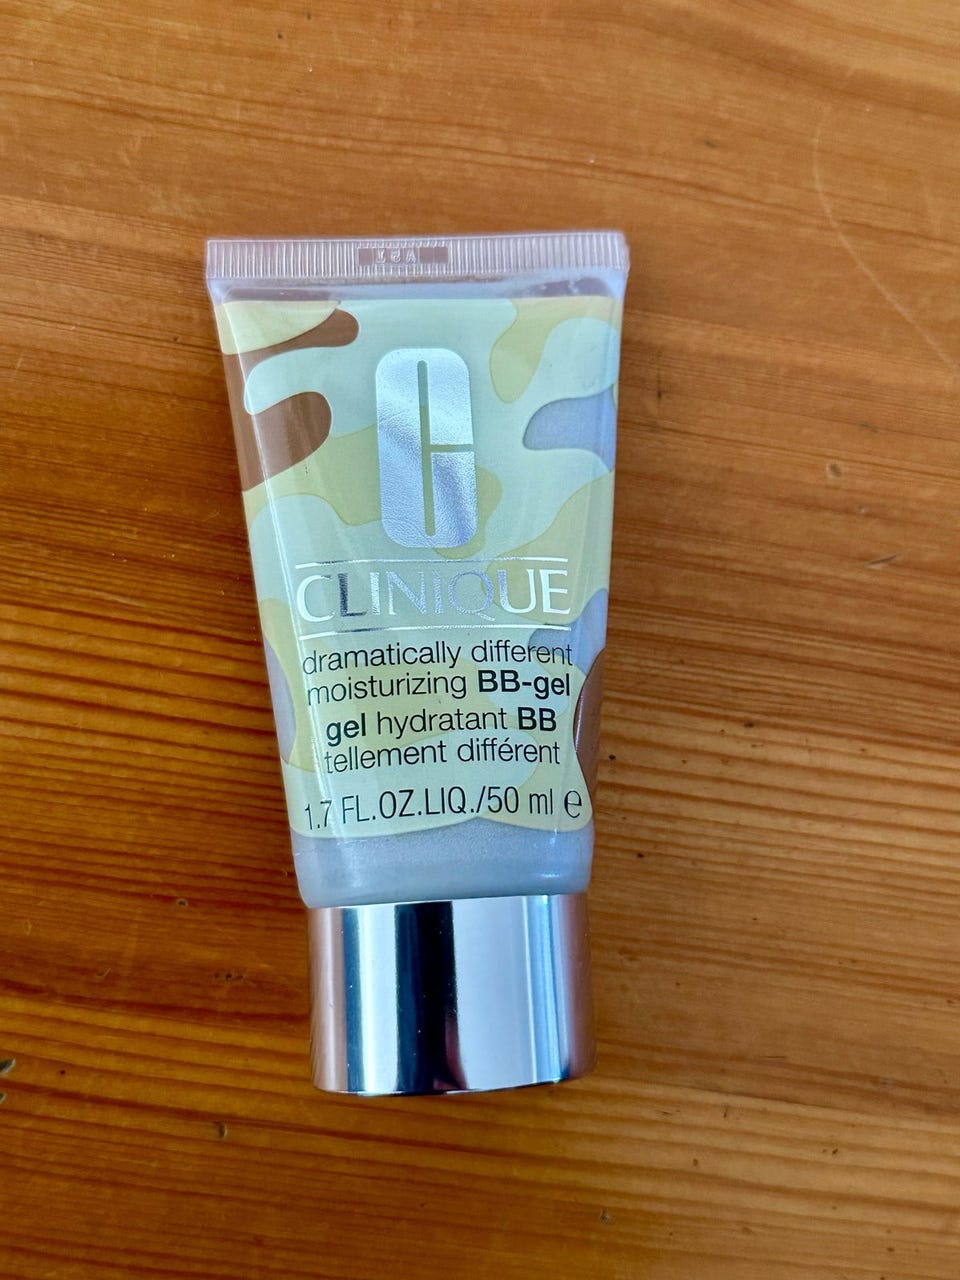 C
CLINIQUE
dramatically different
moisturizing BB-gel
gel hydratant BB
tellement différent
1.7 FL.OZ.LIQ./50 ml e